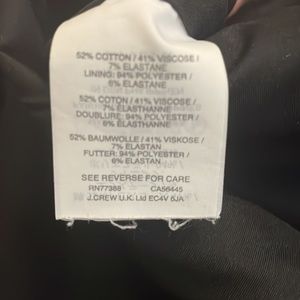 52% COTTON / 41% VISCOSE /
7% ELASTANE
LINING: 94% POLYESTER /
6% ELASTANE
52% COTON / 41% VISCOSE /
7% ELASTHANNE
DOUBLURE: 94% POLYESTER /
6% ELASTHANNE
52% BAUMWOLLE / 41% VISKOSE /
7% ELASTAN
FUTTER: 94% POLYESTER /
6% ELASTAN
SEE REVERSE FOR CARE
RN77388 CA56445
J.CREW U.K. Ltd EC4V 6JA